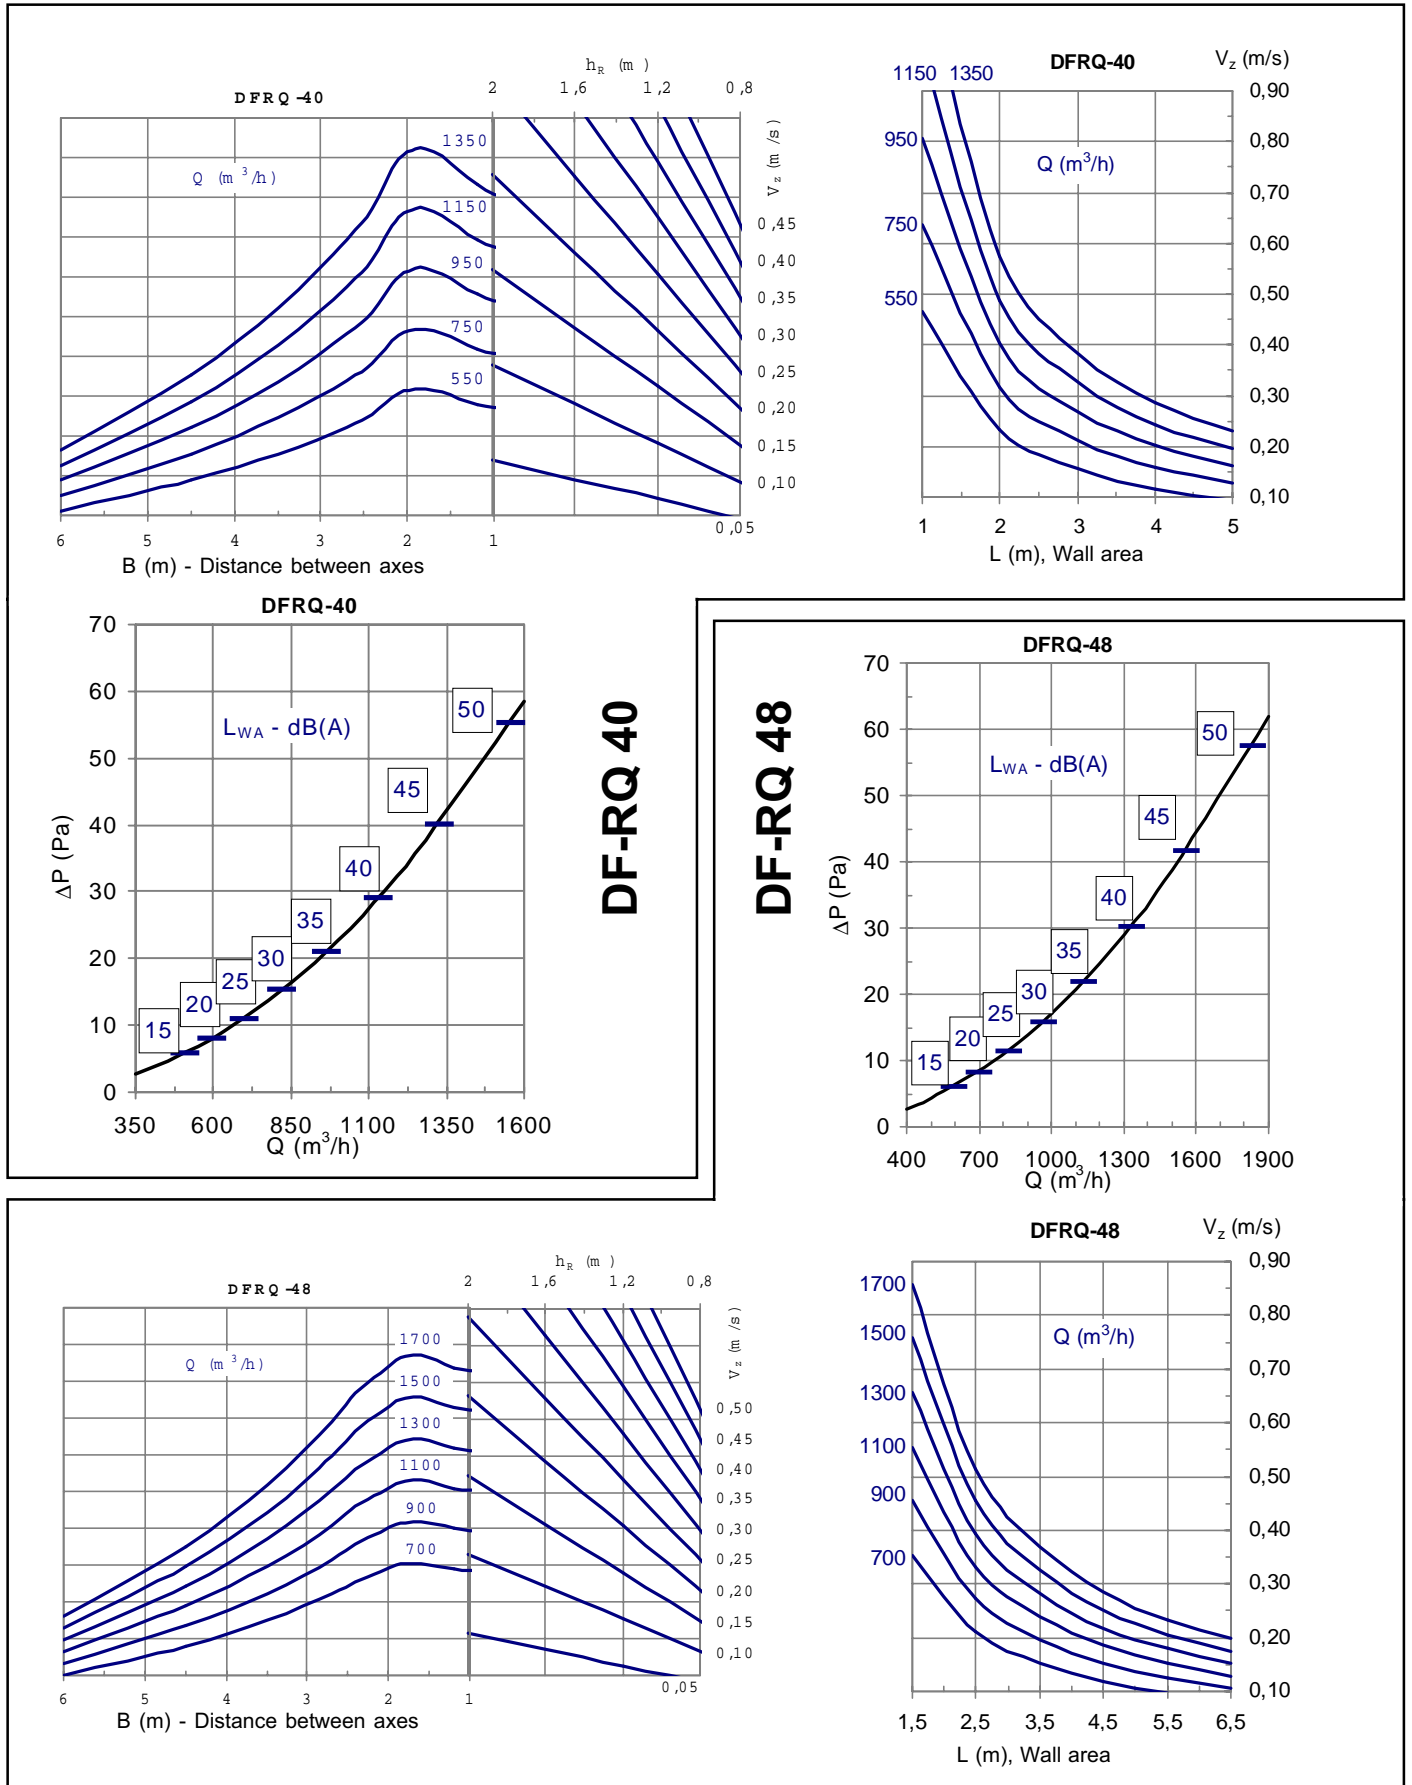 h_R (m )
DFRQ-40
2 1,6 1,2 0,8
Q (m³/h)
1350
1150
950
750
550
V_z (m/s)
0,45
0,40
0,35
0,30
0,25
0,20
0,15
0,10
0,05
6 5 4 3 2 1
B (m) - Distance between axes
DFRQ-40
V_z (m/s)
1150 1350
950
750
550
Q (m³/h)
0,90
0,80
0,70
0,60
0,50
0,40
0,30
0,20
0,10
1 2 3 4 5
L (m), Wall area
DFRQ-40
70
60
50
40
30
20
10
0
ΔP (Pa)
L_WA - dB(A)
50
45
40
35
30
25
20
15
350 600 850 1100 1350 1600
Q (m³/h)
DF-RQ 40
DF-RQ 48
DFRQ-48
70
60
50
40
30
20
10
0
ΔP (Pa)
L_WA - dB(A)
50
45
40
35
30
25
20
15
400 700 1000 1300 1600 1900
Q (m³/h)
h_R (m )
DFRQ-48
2 1,6 1,2 0,8
Q (m³/h)
1700
1500
1300
1100
900
700
V_z (m/s)
0,50
0,45
0,40
0,35
0,30
0,25
0,20
0,15
0,10
0,05
6 5 4 3 2 1
B (m) - Distance between axes
DFRQ-48
V_z (m/s)
1700
1500
1300
1100
900
700
Q (m³/h)
0,90
0,80
0,70
0,60
0,50
0,40
0,30
0,20
0,10
1,5 2,5 3,5 4,5 5,5 6,5
L (m), Wall area